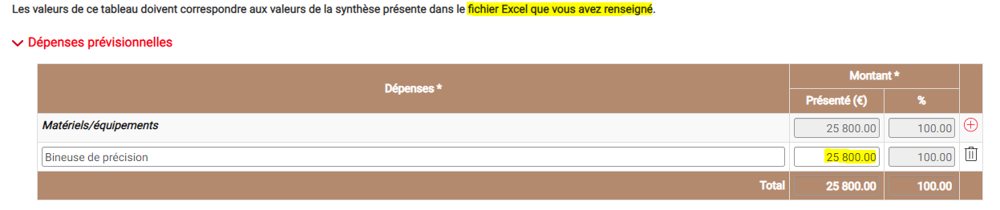 Les valeurs de ce tableau doivent correspondre aux valeurs de la synthèse présente dans le fichier Excel que vous avez renseigné.
Dépenses prévisionnelles
Dépenses *
Montant *
Présenté (€) %
Matériels/équipements 25 800.00 100.00
Bineuse de précision 25 800.00 100.00
Total 25 800.00 100.00